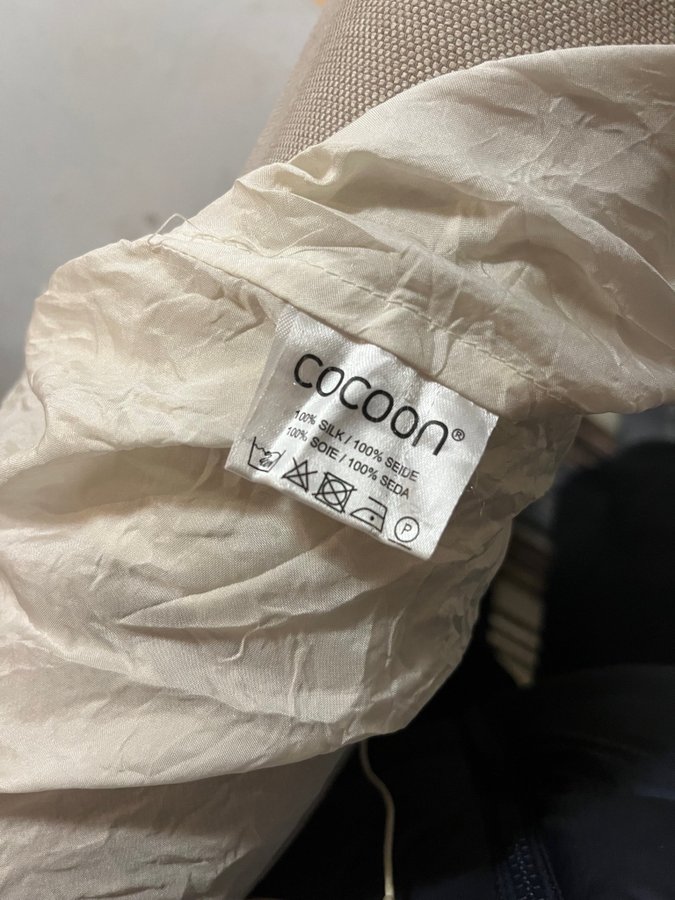 cocoon®
100% SILK / 100% SEIDE
100% SOIE / 100% SEDA
P